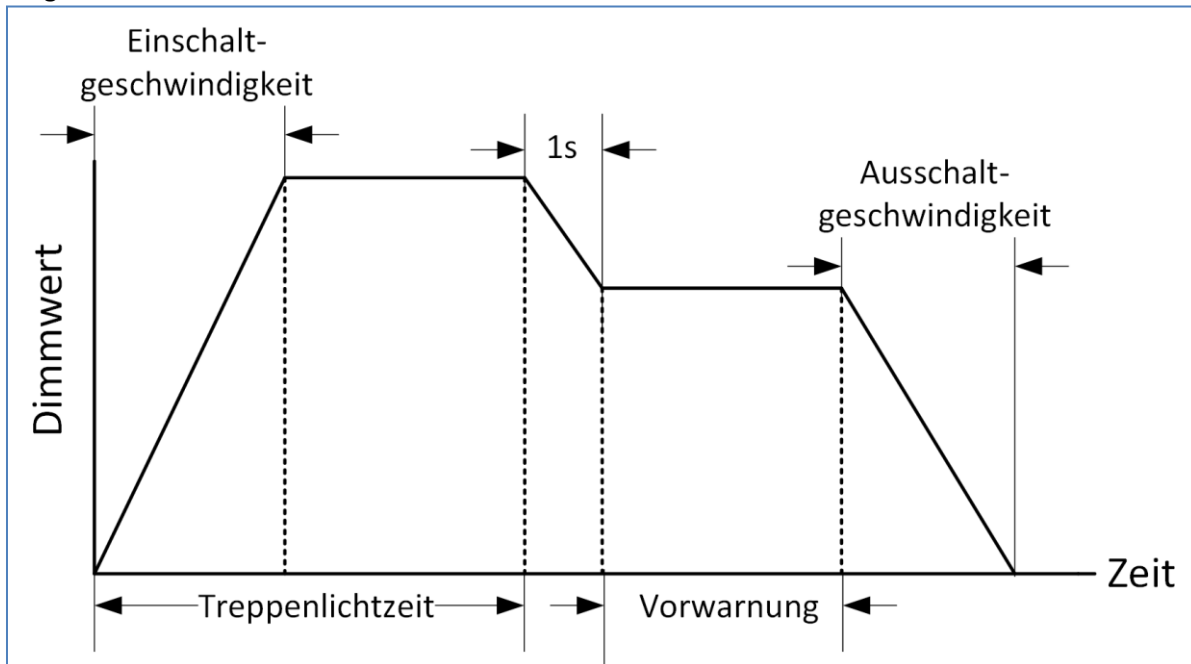 Einschalt-
geschwindigkeit
1s
Ausschalt-
geschwindigkeit
Dimmwert
Zeit
Treppenlichtzeit
Vorwarnung